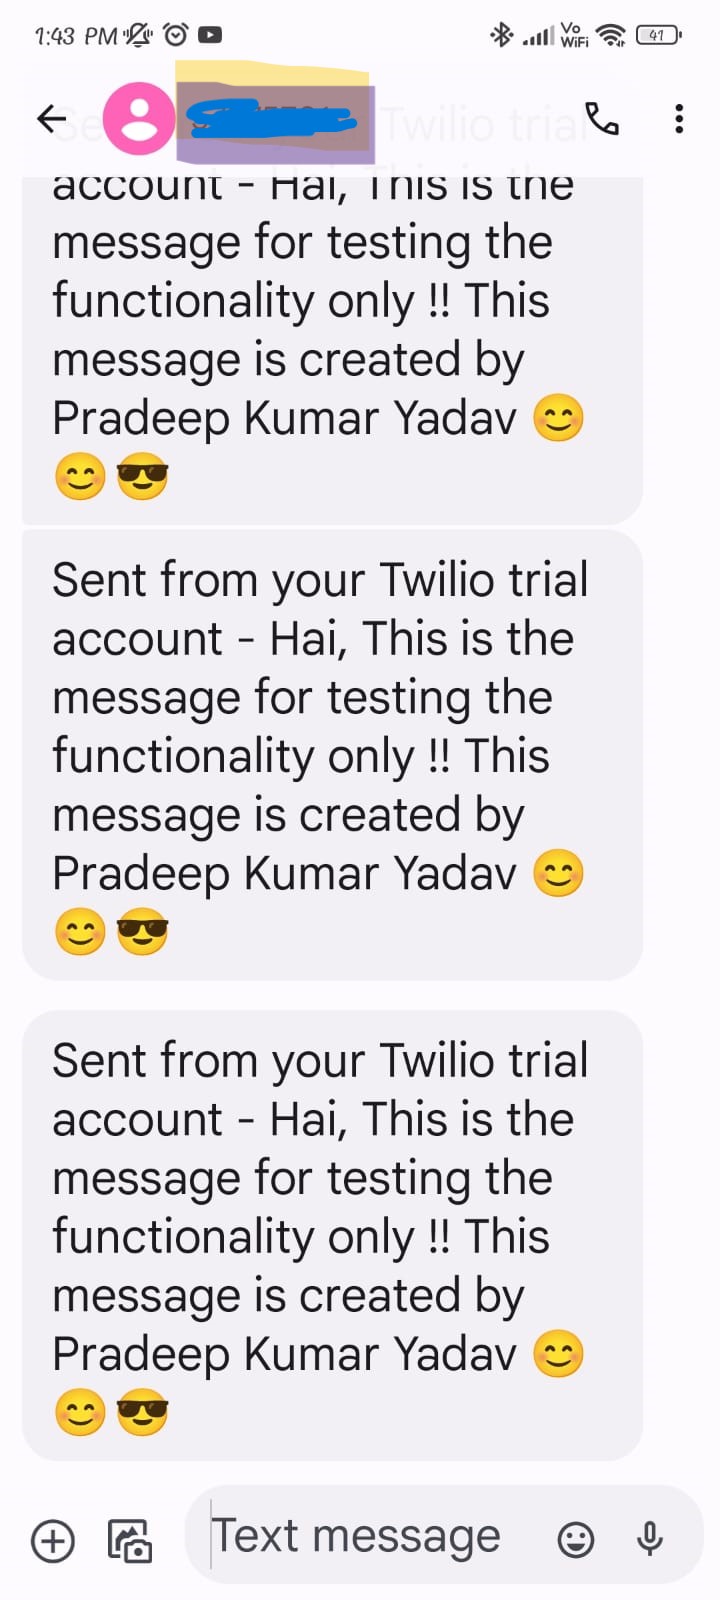 1:43 PM
Vo
WiFi
41
Se Twilio trial
account - Hai, This is the
message for testing the
functionality only !! This
message is created by
Pradeep Kumar Yadav 😊
😊😎
Sent from your Twilio trial
account - Hai, This is the
message for testing the
functionality only !! This
message is created by
Pradeep Kumar Yadav 😊
😊😎
Sent from your Twilio trial
account - Hai, This is the
message for testing the
functionality only !! This
message is created by
Pradeep Kumar Yadav 😊
😊😎
Text message